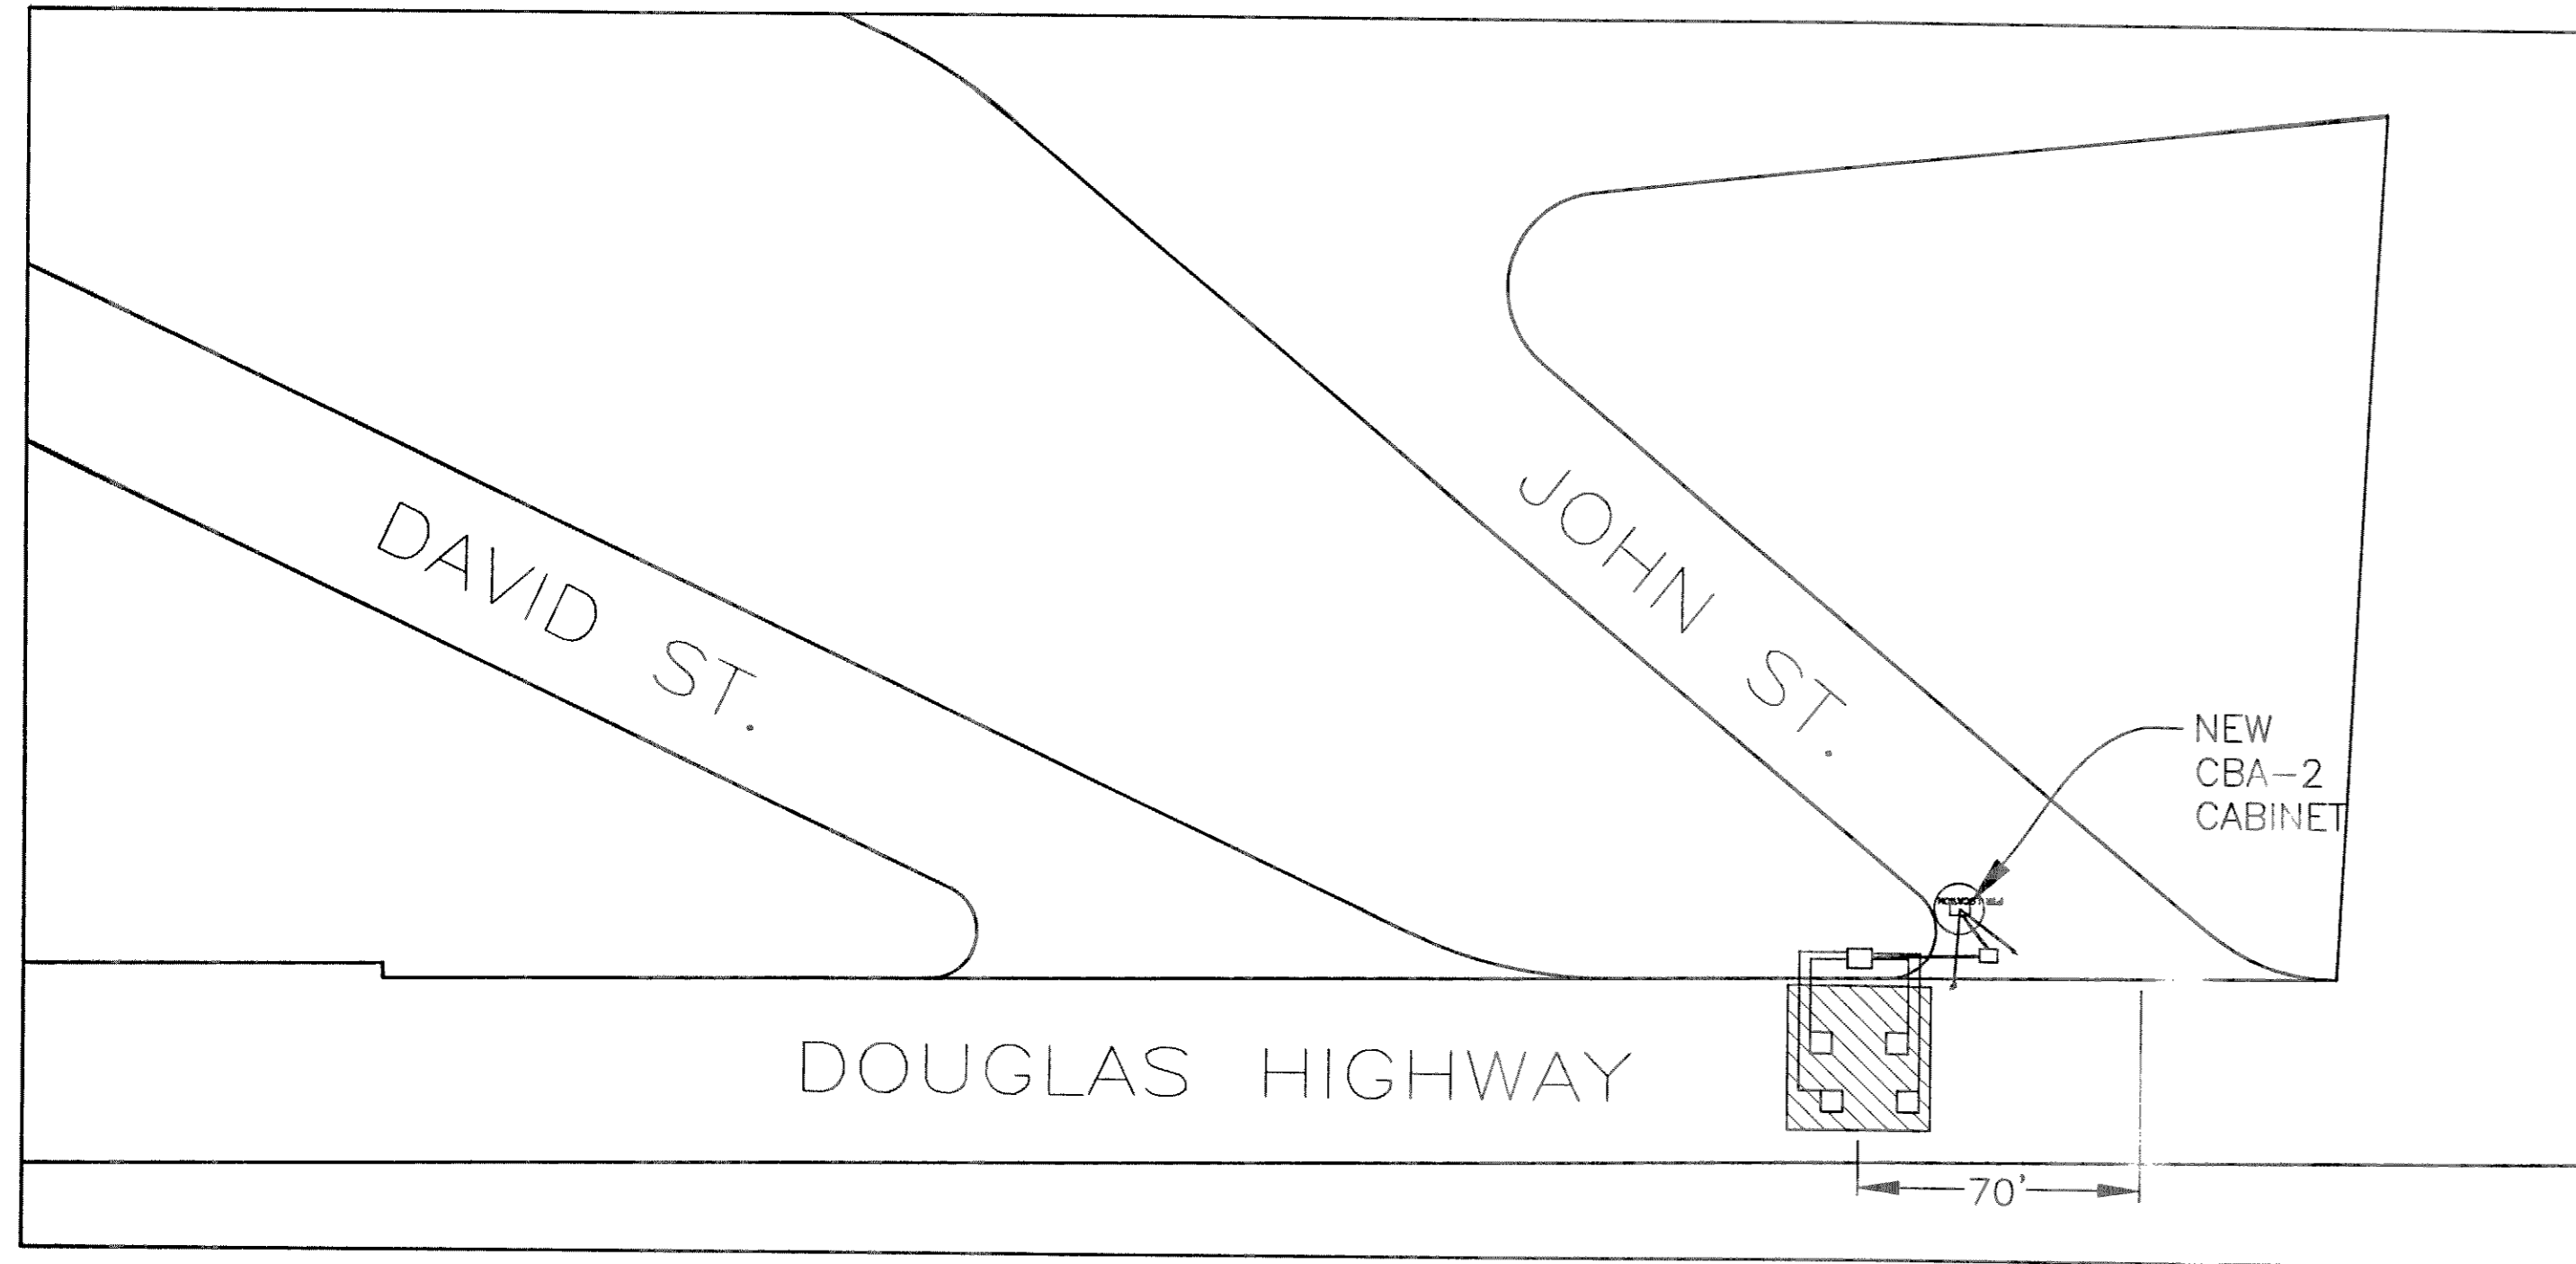 DAVID ST.
JOHN ST.
NEW
CBA-2
CABINET
DOUGLAS HIGHWAY
70'